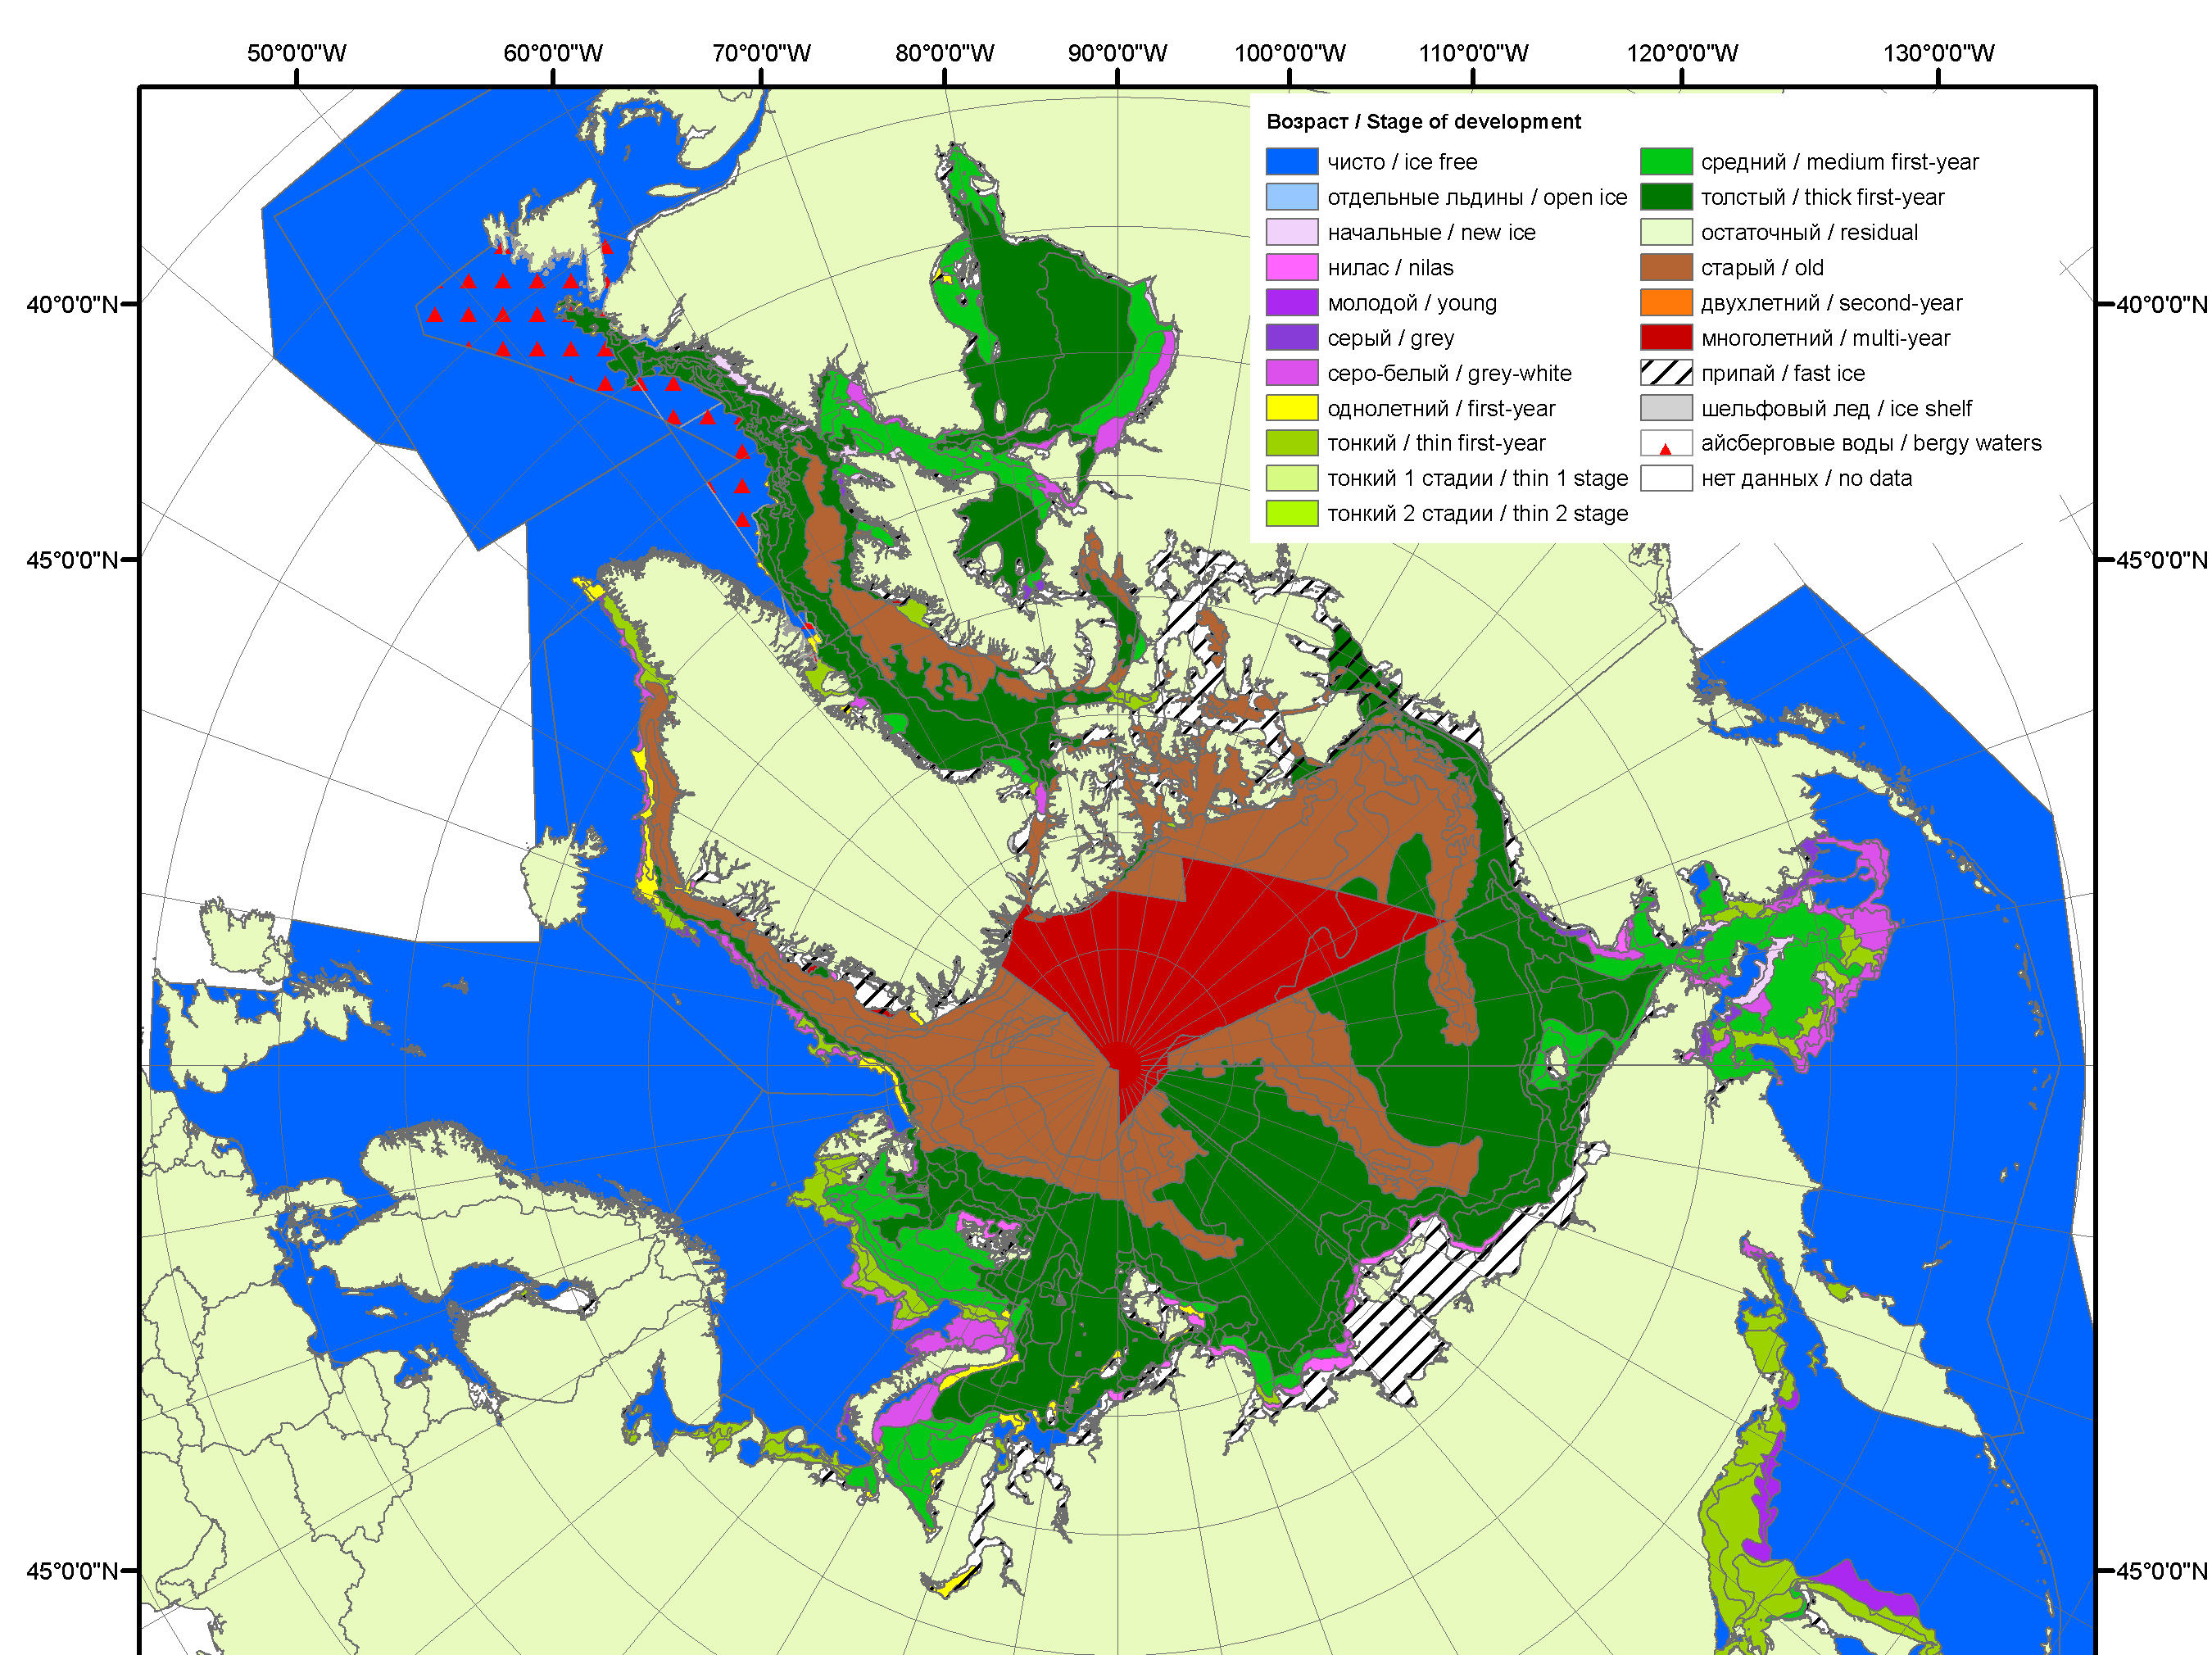 50°0'0"W 60°0'0"W 70°0'0"W 80°0'0"W 90°0'0"W 100°0'0"W 110°0'0"W 120°0'0"W 130°0'0"W
Возраст / Stage of development
чисто / ice free
отдельные льдины / open ice
начальные / new ice
нилас / nilas
молодой / young
серый / grey
серо-белый / grey-white
однолетний / first-year
тонкий / thin first-year
тонкий 1 стадии / thin 1 stage
тонкий 2 стадии / thin 2 stage
средний / medium first-year
толстый / thick first-year
остаточный / residual
старый / old
двухлетний / second-year
многолетний / multi-year
припай / fast ice
шельфовый лед / ice shelf
айсберговые воды / bergy waters
нет данных / no data
40°0'0"N 40°0'0"N
45°0'0"N 45°0'0"N
45°0'0"N 45°0'0"N